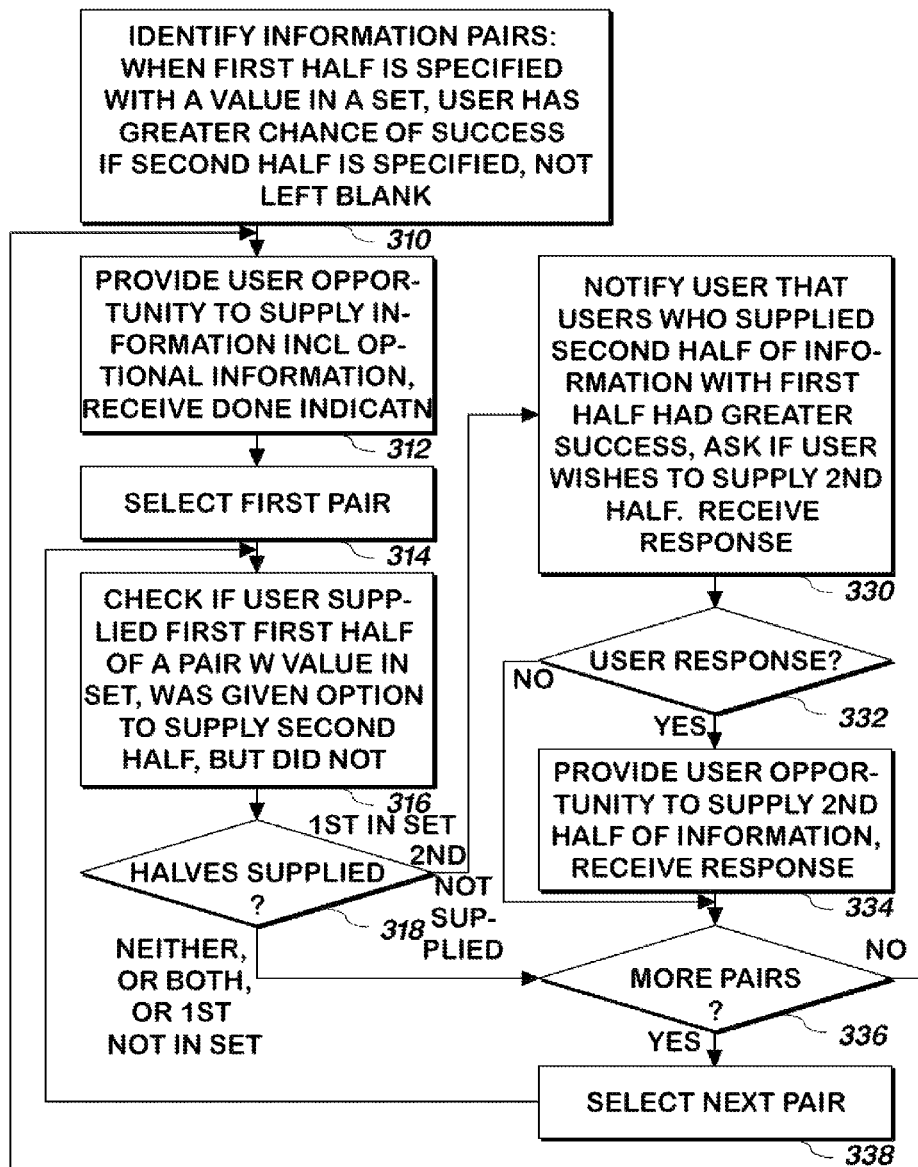 IDENTIFY INFORMATION PAIRS:
WHEN FIRST HALF IS SPECIFIED
WITH A VALUE IN A SET, USER HAS
GREATER CHANCE OF SUCCESS
IF SECOND HALF IS SPECIFIED, NOT
LEFT BLANK
310
PROVIDE USER OPPOR-
TUNITY TO SUPPLY IN-
FORMATION INCL OP-
TIONAL INFORMATION,
RECEIVE DONE INDICATN
312
SELECT FIRST PAIR
314
CHECK IF USER SUPP-
LIED FIRST FIRST HALF
OF A PAIR W VALUE IN
SET, WAS GIVEN OPTION
TO SUPPLY SECOND
HALF, BUT DID NOT
316
HALVES SUPPLIED
?
318
1ST IN SET
2ND
NOT
SUP-
PLIED
NEITHER,
OR BOTH,
OR 1ST
NOT IN SET
NOTIFY USER THAT
USERS WHO SUPPLIED
SECOND HALF OF INFO-
RMATION WITH FIRST
HALF HAD GREATER
SUCCESS, ASK IF USER
WISHES TO SUPPLY 2ND
HALF. RECEIVE
RESPONSE
330
USER RESPONSE?
332
NO
YES
PROVIDE USER OPPOR-
TUNITY TO SUPPLY 2ND
HALF OF INFORMATION,
RECEIVE RESPONSE
334
MORE PAIRS
?
336
NO
YES
SELECT NEXT PAIR
338